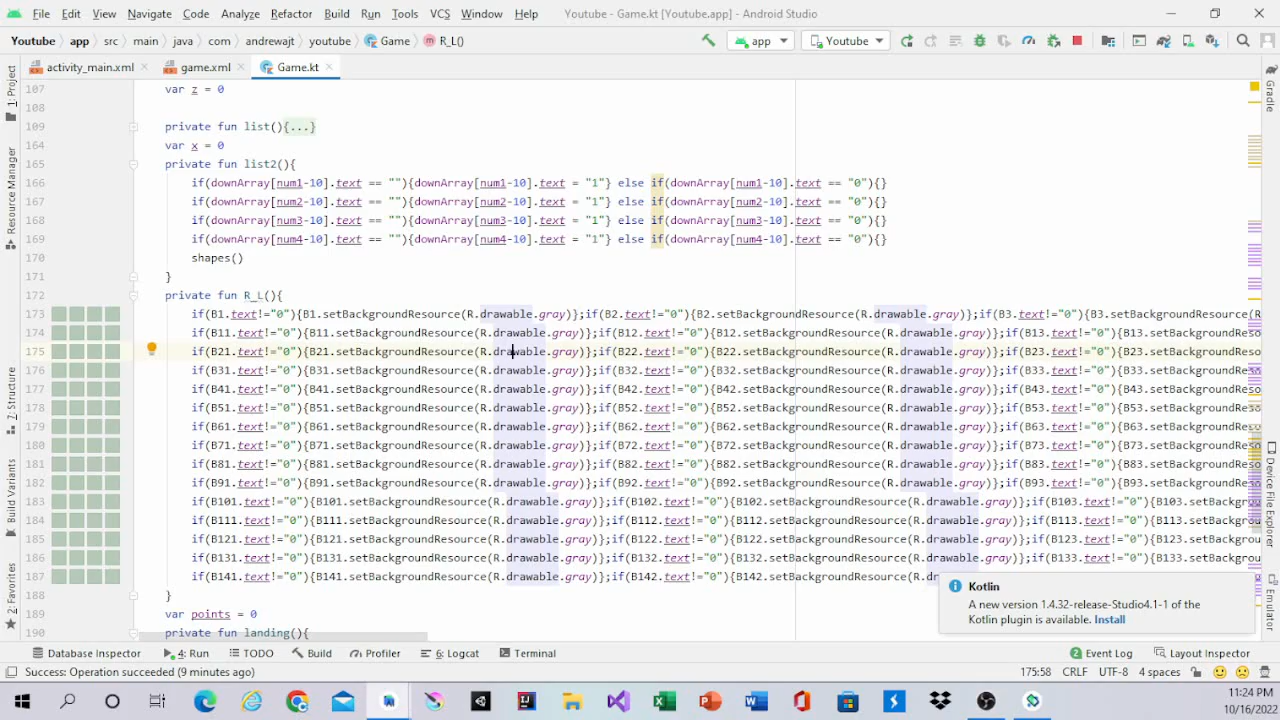 File Edit View Navigate Code Analyze Refactor Build Run Tools VCS Window Help Youtube - Game.kt [Youtube.app] - Android Studio
Youtube app src main java com andrewajt youtube Game R_L() app Youtube
activity_main.xml game.xml Game.kt
107 var z = 0
108
109 private fun list(){...}
164 var x = 0
165 private fun list2(){
166 if(downArray[num1-10].text == ""){downArray[num1-10].text = "1"} else if(downArray[num1-10].text == "0"){}
167 if(downArray[num2-10].text == ""){downArray[num2-10].text = "1"} else if(downArray[num2-10].text == "0"){}
168 if(downArray[num3-10].text == ""){downArray[num3-10].text = "1"} else if(downArray[num3-10].text == "0"){}
169 if(downArray[num4-10].text == ""){downArray[num4-10].text = "1"} else if(downArray[num4-10].text == "0"){}
170 shapes()
171 }
172 private fun R_L(){
173 if(B1.text!="0"){B1.setBackgroundResource(R.drawable.gray)};if(B2.text!="0"){B2.setBackgroundResource(R.drawable.gray)};if(B3.text!="0"){B3.setBackgroundResource(R
174 if(B11.text!="0"){B11.setBackgroundResource(R.drawable.gray)};if(B12.text!="0"){B12.setBackgroundResource(R.drawable.gray)};if(B13.text!="0"){B13.setBackgroundReso
175 if(B21.text!="0"){B21.setBackgroundResource(R.drawable.gray)};if(B22.text!="0"){B22.setBackgroundResource(R.drawable.gray)};if(B23.text!="0"){B23.setBackgroundReso
176 if(B31.text!="0"){B31.setBackgroundResource(R.drawable.gray)};if(B32.text!="0"){B32.setBackgroundResource(R.drawable.gray)};if(B33.text!="0"){B33.setBackgroundReso
177 if(B41.text!="0"){B41.setBackgroundResource(R.drawable.gray)};if(B42.text!="0"){B42.setBackgroundResource(R.drawable.gray)};if(B43.text!="0"){B43.setBackgroundReso
178 if(B51.text!="0"){B51.setBackgroundResource(R.drawable.gray)};if(B52.text!="0"){B52.setBackgroundResource(R.drawable.gray)};if(B53.text!="0"){B53.setBackgroundReso
179 if(B61.text!="0"){B61.setBackgroundResource(R.drawable.gray)};if(B62.text!="0"){B62.setBackgroundResource(R.drawable.gray)};if(B63.text!="0"){B63.setBackgroundReso
180 if(B71.text!="0"){B71.setBackgroundResource(R.drawable.gray)};if(B72.text!="0"){B72.setBackgroundResource(R.drawable.gray)};if(B73.text!="0"){B73.setBackgroundReso
181 if(B81.text!="0"){B81.setBackgroundResource(R.drawable.gray)};if(B82.text!="0"){B82.setBackgroundResource(R.drawable.gray)};if(B83.text!="0"){B83.setBackgroundReso
182 if(B91.text!="0"){B91.setBackgroundResource(R.drawable.gray)};if(B92.text!="0"){B92.setBackgroundResource(R.drawable.gray)};if(B93.text!="0"){B93.setBackgroundReso
183 if(B101.text!="0"){B101.setBackgroundResource(R.drawable.gray)};if(B102.text!="0"){B102.setBackgroundResource(R.drawable.gray)};if(B103.text!="0"){B103.setBackgrou
184 if(B111.text!="0"){B111.setBackgroundResource(R.drawable.gray)};if(B112.text!="0"){B112.setBackgroundResource(R.drawable.gray)};if(B113.text!="0"){B113.setBackgrou
185 if(B121.text!="0"){B121.setBackgroundResource(R.drawable.gray)};if(B122.text!="0"){B122.setBackgroundResource(R.drawable.gray)};if(B123.text!="0"){B123.setBackgrou
186 if(B131.text!="0"){B131.setBackgroundResource(R.drawable.gray)};if(B132.text!="0"){B132.setBackgroundResource(R.drawable.gray)};if(B133.text!="0"){B133.setBackgrou
187 if(B141.text!="0"){B141.setBackgroundResource(R.drawable.gray)};if(B142.text!="0"){B142.setBackgroundResource(R.d
188 }
189 var points = 0
190 private fun landing(){
Kotlin
A new version 1.4.32-release-Studio4.1-1 of the
Kotlin plugin is available. Install
1: Project
Resource Manager
7: Structure
Build Variants
2: Favorites
Gradle
Device File Explorer
Emulator
Database Inspector 4: Run TODO Build Profiler 6: Logcat Terminal 2 Event Log Layout Inspector
Success: Operation succeeded (9 minutes ago) 175:58 CRLF UTF-8 4 spaces
11:24 PM
10/16/2022